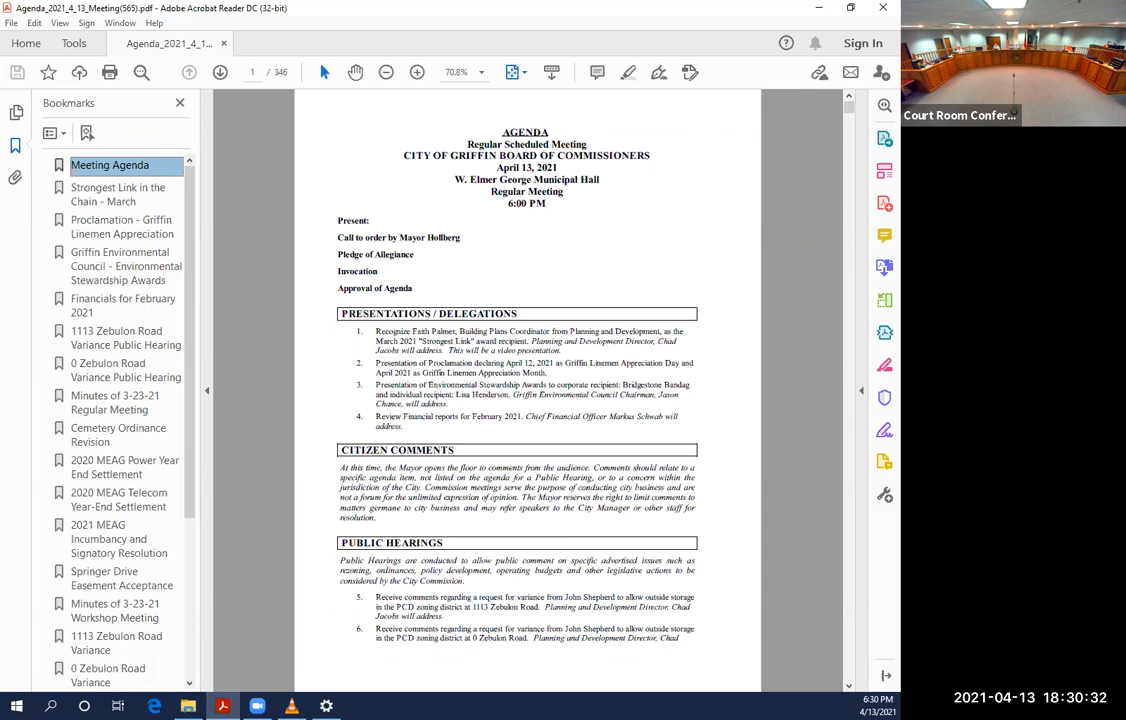 Agenda_2021_4_13_Meeting(565).pdf - Adobe Acrobat Reader DC (32-bit)
File Edit View Sign Window Help
Home Tools Agenda_2021_4_1... × Sign In
1 / 346 70.8%
Bookmarks
Meeting Agenda
Strongest Link in the
Chain - March
Proclamation - Griffin
Linemen Appreciation
Griffin Environmental
Council - Environmental
Stewardship Awards
Financials for February
2021
1113 Zebulon Road
Variance Public Hearing
0 Zebulon Road
Variance Public Hearing
Minutes of 3-23-21
Regular Meeting
Cemetery Ordinance
Revision
2020 MEAG Power Year
End Settlement
2020 MEAG Telecom
Year-End Settlement
2021 MEAG
Incumbancy and
Signatory Resolution
Springer Drive
Easement Acceptance
Minutes of 3-23-21
Workshop Meeting
1113 Zebulon Road
Variance
0 Zebulon Road
Variance
AGENDA
Regular Scheduled Meeting
CITY OF GRIFFIN BOARD OF COMMISSIONERS
April 13, 2021
W. Elmer George Municipal Hall
Regular Meeting
6:00 PM
Present:
Call to order by Mayor Hollberg
Pledge of Allegiance
Invocation
Approval of Agenda
PRESENTATIONS / DELEGATIONS
1. Recognize Faith Palmer, Building Plans Coordinator from Planning and Development, as the
March 2021 "Strongest Link" award recipient. Planning and Development Director, Chad
Jacobs will address. This will be a video presentation.
2. Presentation of Proclamation declaring April 12, 2021 as Griffin Linemen Appreciation Day and
April 2021 as Griffin Linemen Appreciation Month.
3. Presentation of Environmental Stewardship Awards to corporate recipient: Bridgestone Bandag
and individual recipient: Lisa Henderson. Griffin Environmental Council Chairman, Jason
Chance, will address.
4. Review Financial reports for February 2021. Chief Financial Officer Markus Schwab will
address.
CITIZEN COMMENTS
At this time, the Mayor opens the floor to comments from the audience. Comments should relate to a
specific agenda item, not listed on the agenda for a Public Hearing, or to a concern within the
jurisdiction of the City. Commission meetings serve the purpose of conducting city business and are
not a forum for the unlimited expression of opinion. The Mayor reserves the right to limit comments to
matters germane to city business and may refer speakers to the City Manager or other staff for
resolution.
PUBLIC HEARINGS
Public Hearings are conducted to allow public comment on specific advertised issues such as
rezoning, ordinances, policy development, operating budgets and other legislative actions to be
considered by the City Commission.
5. Receive comments regarding a request for variance from John Shepherd to allow outside storage
in the PCD zoning district at 1113 Zebulon Road. Planning and Development Director, Chad
Jacobs will address.
6. Receive comments regarding a request for variance from John Shepherd to allow outside storage
in the PCD zoning district at 0 Zebulon Road. Planning and Development Director, Chad
Court Room Confer...
6:30 PM
4/13/2021
2021-04-13 18:30:32